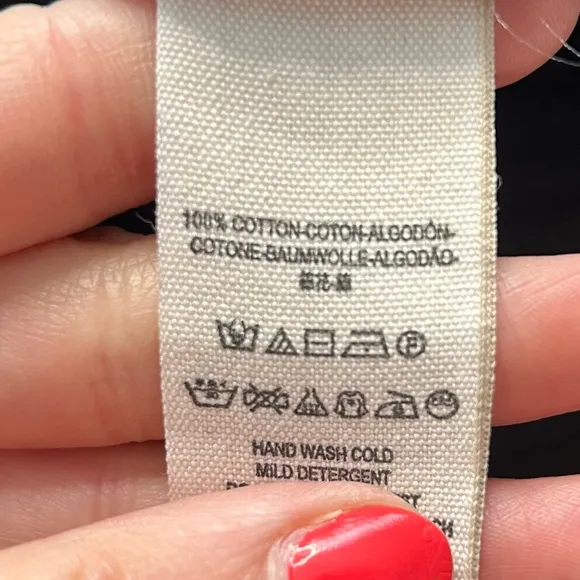 100% COTTON-COTON-ALGODÓN-
COTONE-BAUMWOLLE-ALGODÃO-
棉花-綿
HAND WASH COLD
MILD DETERGENT